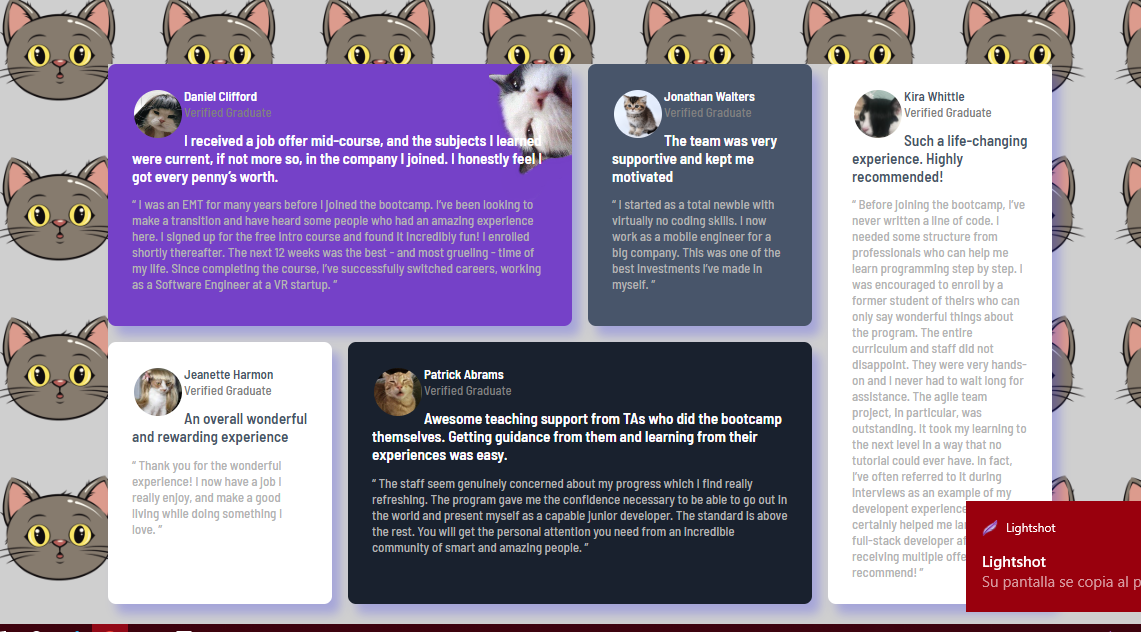 Daniel Clifford
Verified Graduate
I received a job offer mid-course, and the subjects I learned
were current, if not more so, in the company I joined. I honestly feel I
got every penny’s worth.
“ I was an EMT for many years before I joined the bootcamp. I’ve been looking to
make a transition and have heard some people who had an amazing experience
here. I signed up for the free intro course and found it incredibly fun! I enrolled
shortly thereafter. The next 12 weeks was the best - and most grueling - time of
my life. Since completing the course, I’ve successfully switched careers, working
as a Software Engineer at a VR startup. ”
Jonathan Walters
Verified Graduate
The team was very
supportive and kept me
motivated
“ I started as a total newbie with
virtually no coding skills. I now
work as a mobile engineer for a
big company. This was one of the
best investments I’ve made in
myself. ”
Kira Whittle
Verified Graduate
Such a life-changing
experience. Highly
recommended!
“ Before joining the bootcamp, I’ve
never written a line of code. I
needed some structure from
professionals who can help me
learn programming step by step. I
was encouraged to enroll by a
former student of theirs who can
only say wonderful things about
the program. The entire
curriculum and staff did not
disappoint. They were very hands-
on and I never had to wait long for
assistance. The agile team
project, in particular, was
outstanding. It took my learning to
the next level in a way that no
tutorial could ever have. In fact,
I’ve often referred to it during
interviews as an example of my
developent experience
certainly helped me
full-stack developer
receiving multiple
recommend! ”
Jeanette Harmon
Verified Graduate
An overall wonderful
and rewarding experience
“ Thank you for the wonderful
experience! I now have a job I
really enjoy, and make a good
living while doing something I
love. ”
Patrick Abrams
Verified Graduate
Awesome teaching support from TAs who did the bootcamp
themselves. Getting guidance from them and learning from their
experiences was easy.
“ The staff seem genuinely concerned about my progress which I find really
refreshing. The program gave me the confidence necessary to be able to go out in
the world and present myself as a capable junior developer. The standard is above
the rest. You will get the personal attention you need from an incredible
community of smart and amazing people. ”
Lightshot
Lightshot
Su pantalla se copia al p